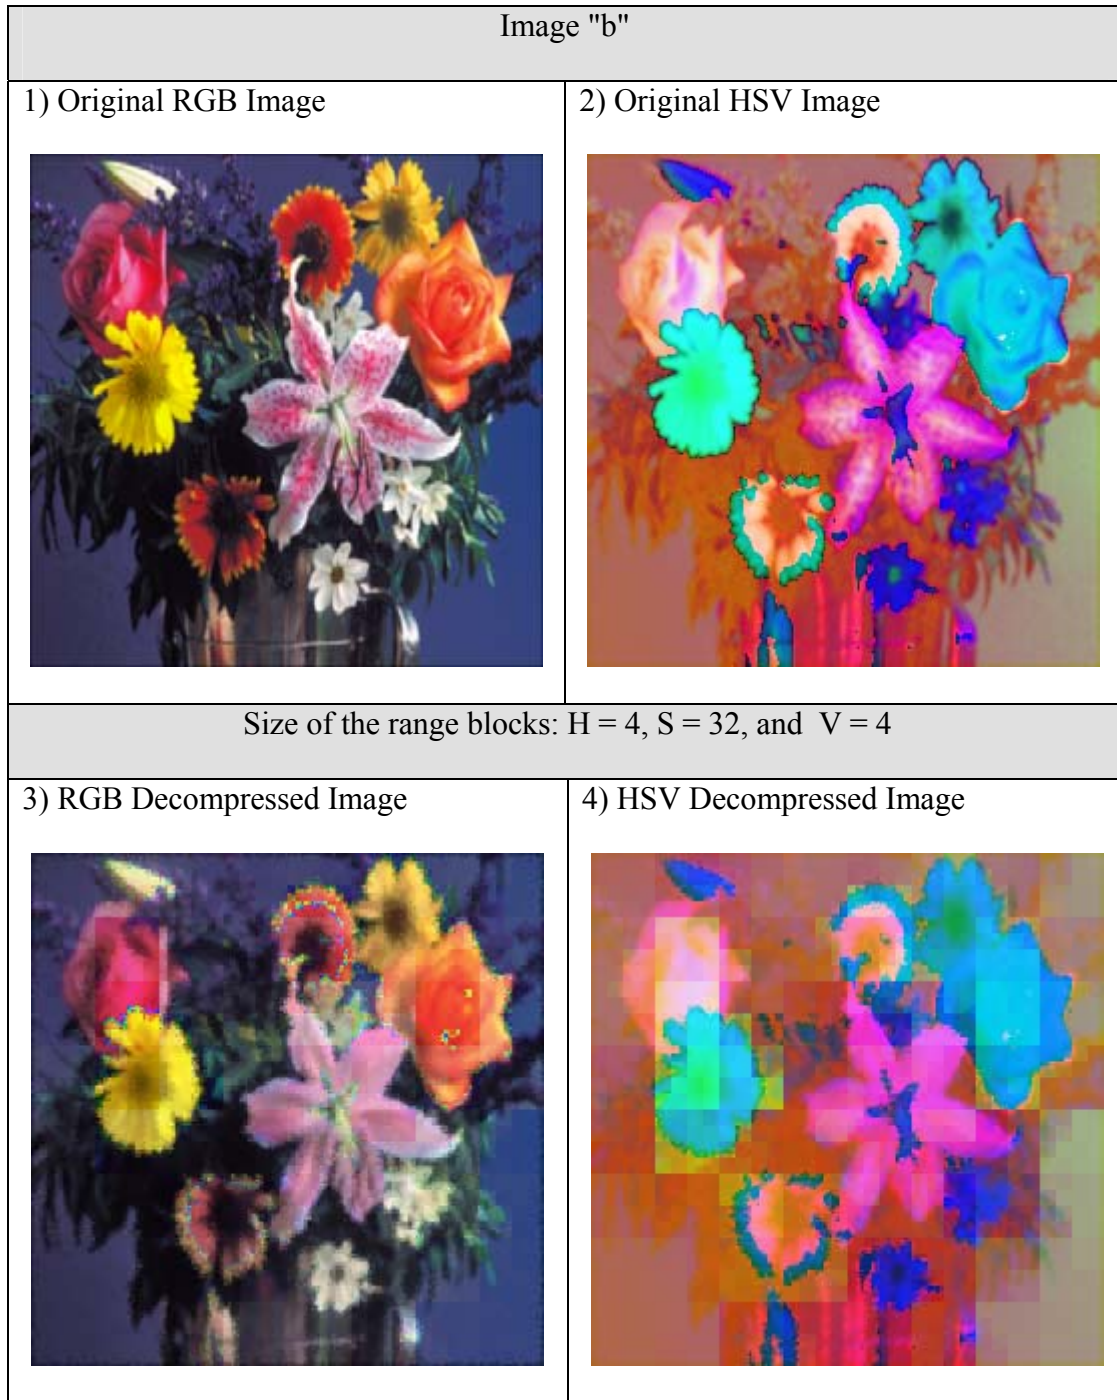 Image "b"
1) Original RGB Image
2) Original HSV Image
Size of the range blocks: H = 4, S = 32, and V = 4
3) RGB Decompressed Image
4) HSV Decompressed Image